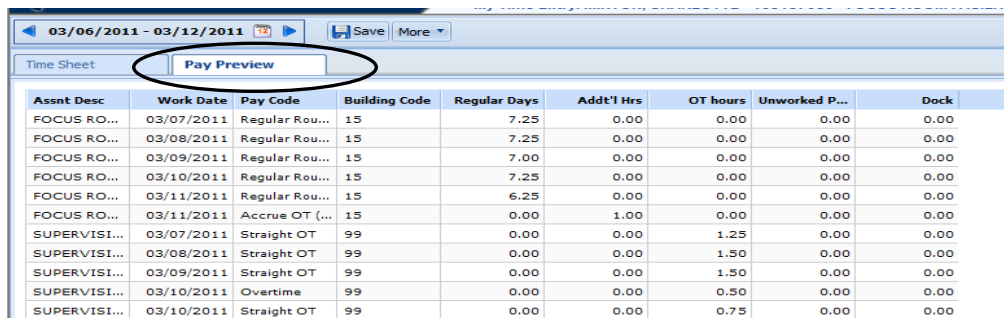 03/06/2011 - 03/12/2011 12 Save More
Time Sheet Pay Preview
Assnt Desc Work Date Pay Code Building Code Regular Days Addt'l Hrs OT hours Unworked P... Dock
FOCUS RO... 03/07/2011 Regular Rou... 15 7.25 0.00 0.00 0.00 0.00
FOCUS RO... 03/08/2011 Regular Rou... 15 7.25 0.00 0.00 0.00 0.00
FOCUS RO... 03/09/2011 Regular Rou... 15 7.00 0.00 0.00 0.00 0.00
FOCUS RO... 03/10/2011 Regular Rou... 15 7.25 0.00 0.00 0.00 0.00
FOCUS RO... 03/11/2011 Regular Rou... 15 6.25 0.00 0.00 0.00 0.00
FOCUS RO... 03/11/2011 Accrue OT (... 15 0.00 1.00 0.00 0.00 0.00
SUPERVISI... 03/07/2011 Straight OT 99 0.00 0.00 1.25 0.00 0.00
SUPERVISI... 03/08/2011 Straight OT 99 0.00 0.00 1.50 0.00 0.00
SUPERVISI... 03/09/2011 Straight OT 99 0.00 0.00 1.50 0.00 0.00
SUPERVISI... 03/10/2011 Overtime 99 0.00 0.00 0.50 0.00 0.00
SUPERVISI... 03/10/2011 Straight OT 99 0.00 0.00 0.75 0.00 0.00